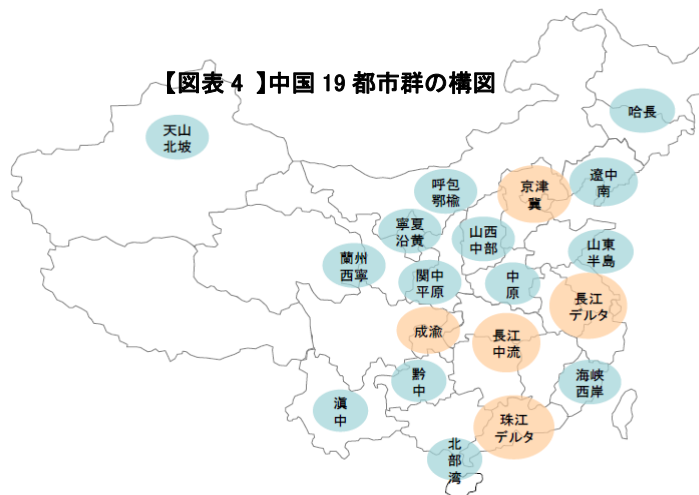 【図表 4 】中国 19 都市群の構図
哈長
天山
北坡
遼中
南
京津
冀
呼包
鄂楡
寧夏
沿黄
山西
中部
山東
半島
蘭州
西寧
関中
平原
中
原
長江
デルタ
成渝
長江
中流
黔
中
海峡
西岸
滇
中
珠江
デルタ
北
部
湾